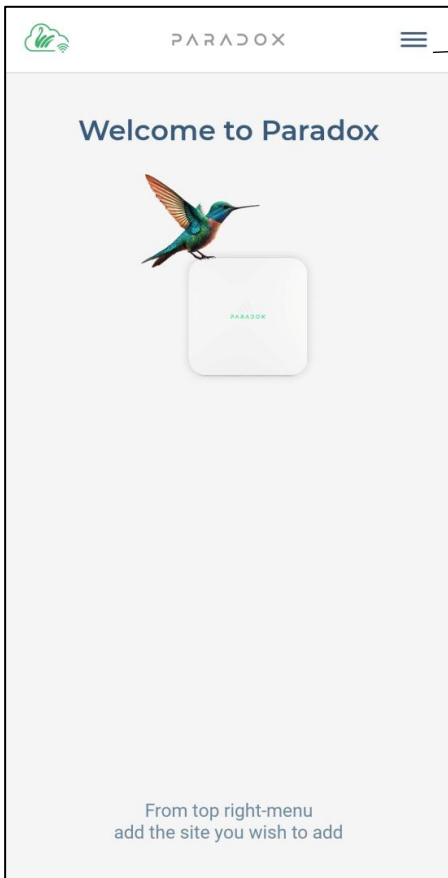 PARADOX
Welcome to Paradox
PARADOX
From top right-menu
add the site you wish to add